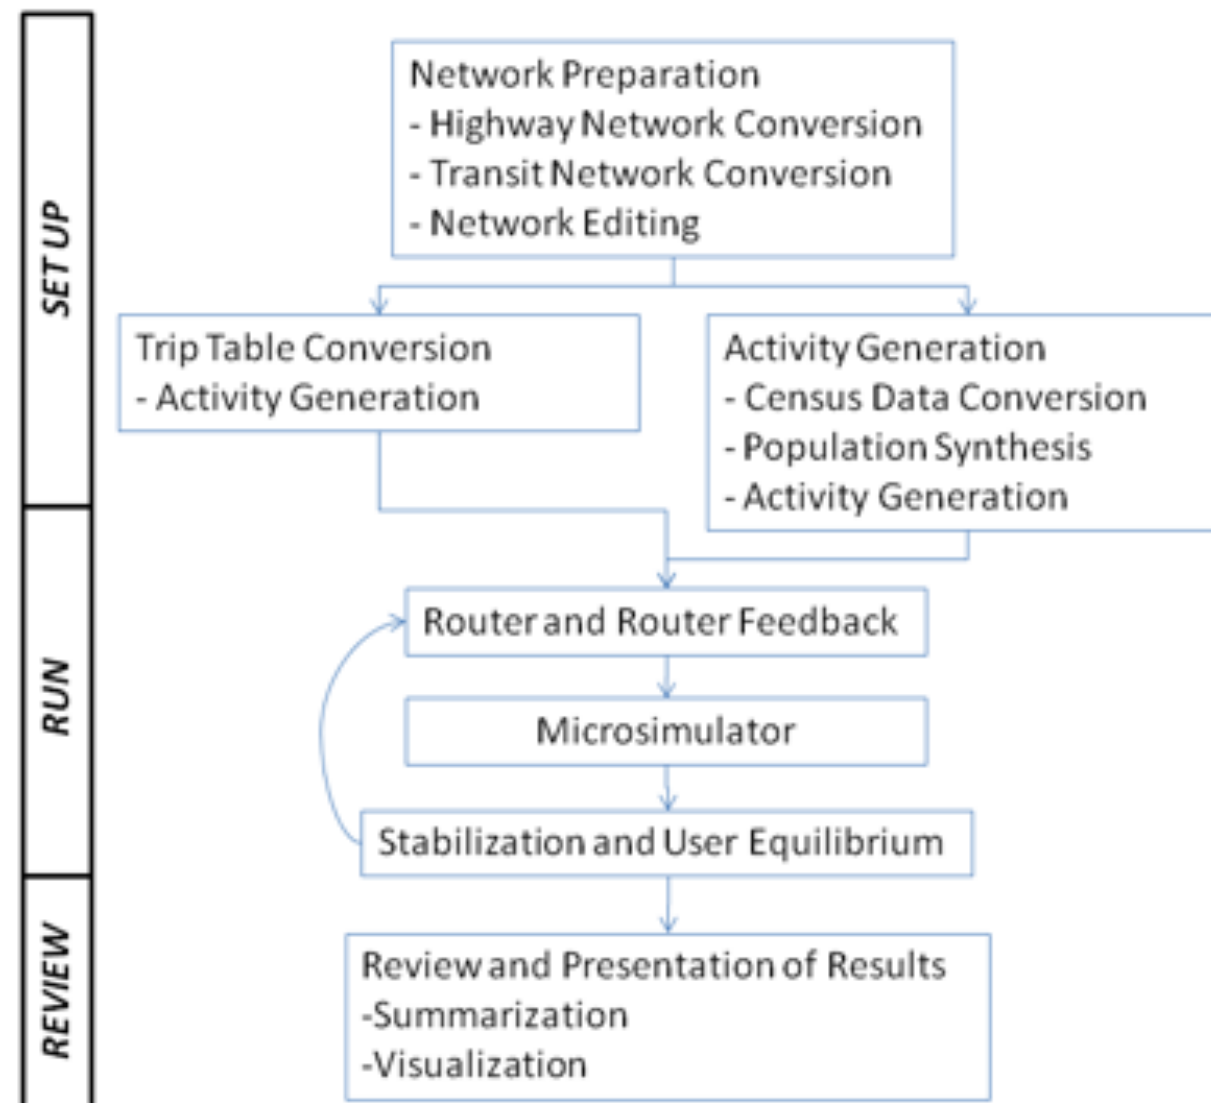 SET UP
Network Preparation
- Highway Network Conversion
- Transit Network Conversion
- Network Editing
Trip Table Conversion
- Activity Generation
Activity Generation
- Census Data Conversion
- Population Synthesis
- Activity Generation
RUN
Router and Router Feedback
Microsimulator
Stabilization and User Equilibrium
REVIEW
Review and Presentation of Results
-Summarization
-Visualization